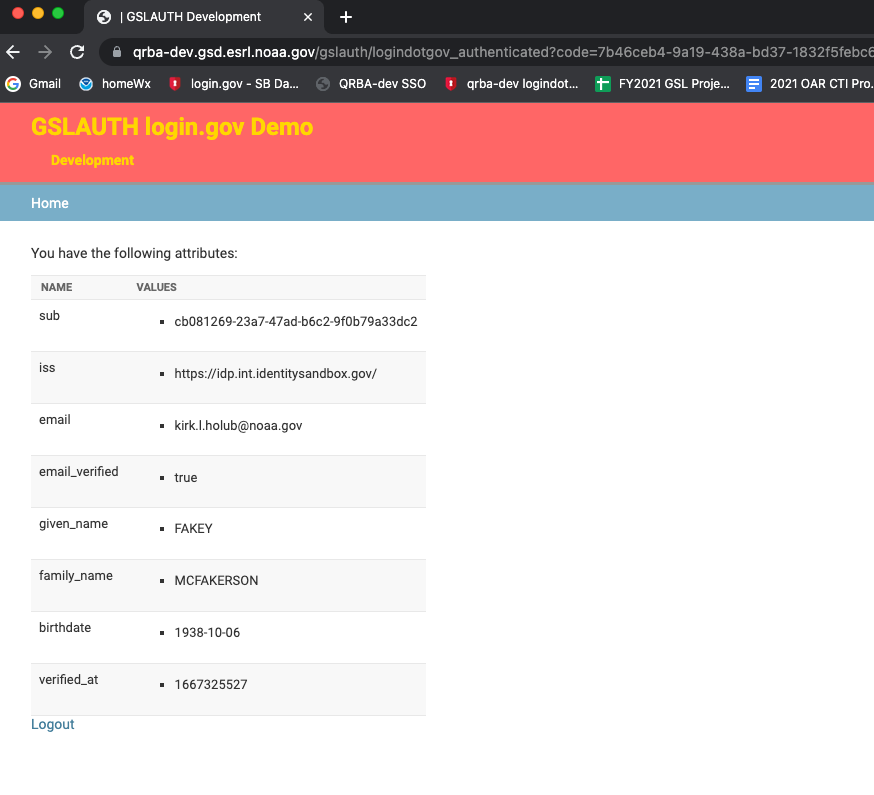 | GSLAUTH Development
qrba-dev.gsd.esrl.noaa.gov/gslauth/logindotgov_authenticated?code=7b46ceb4-9a19-438a-bd37-1832f5febc6
Gmail homeWx login.gov - SB Da... QRBA-dev SSO qrba-dev logindot... FY2021 GSL Proje... 2021 OAR CTI Pro.
GSLAUTH login.gov Demo
Development
Home
You have the following attributes:
NAME VALUES
sub cb081269-23a7-47ad-b6c2-9f0b79a33dc2
iss https://idp.int.identitysandbox.gov/
email kirk.l.holub@noaa.gov
email_verified true
given_name FAKEY
family_name MCFAKERSON
birthdate 1938-10-06
verified_at 1667325527
Logout